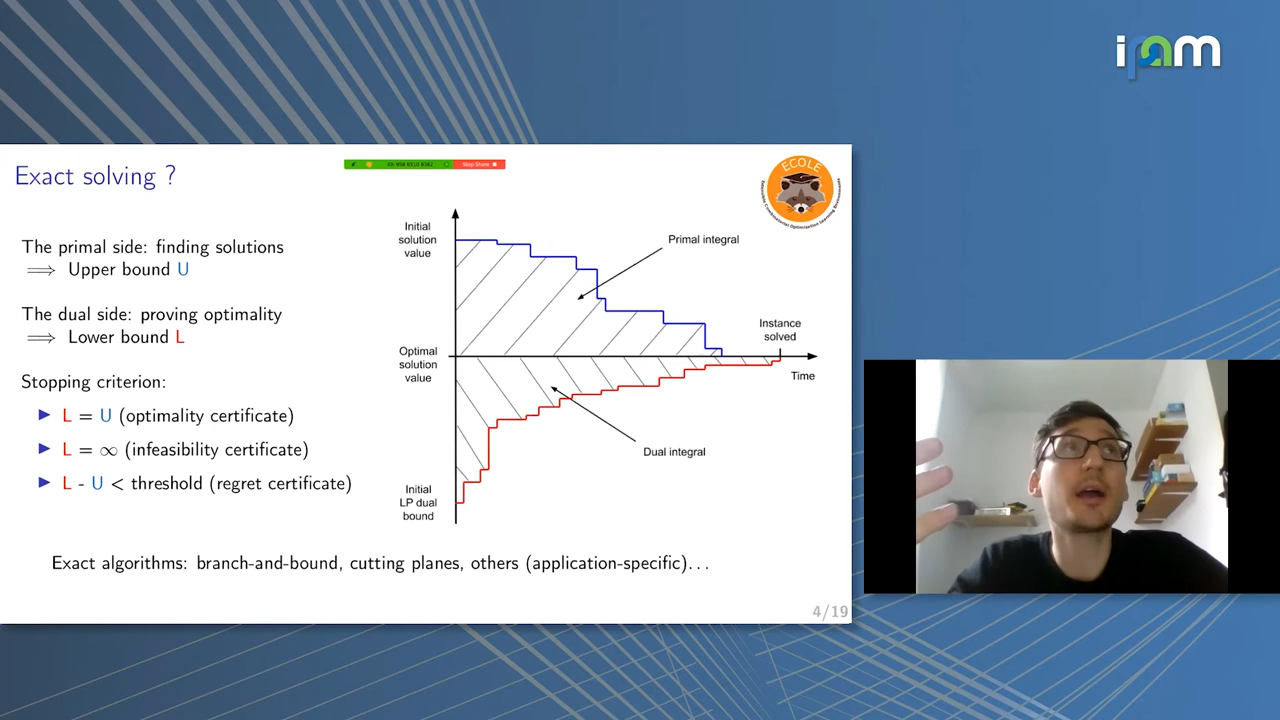 ipam
Exact solving ?
Stop Share
ECOLE
The primal side: finding solutions
⟹ Upper bound U
The dual side: proving optimality
⟹ Lower bound L
Stopping criterion:
▶ L = U (optimality certificate)
▶ L = ∞ (infeasibility certificate)
▶ L - U < threshold (regret certificate)
Initial
solution
value
Primal integral
Optimal
solution
value
Instance
solved
Time
Dual integral
Initial
LP dual
bound
Exact algorithms: branch-and-bound, cutting planes, others (application-specific)...
4/19